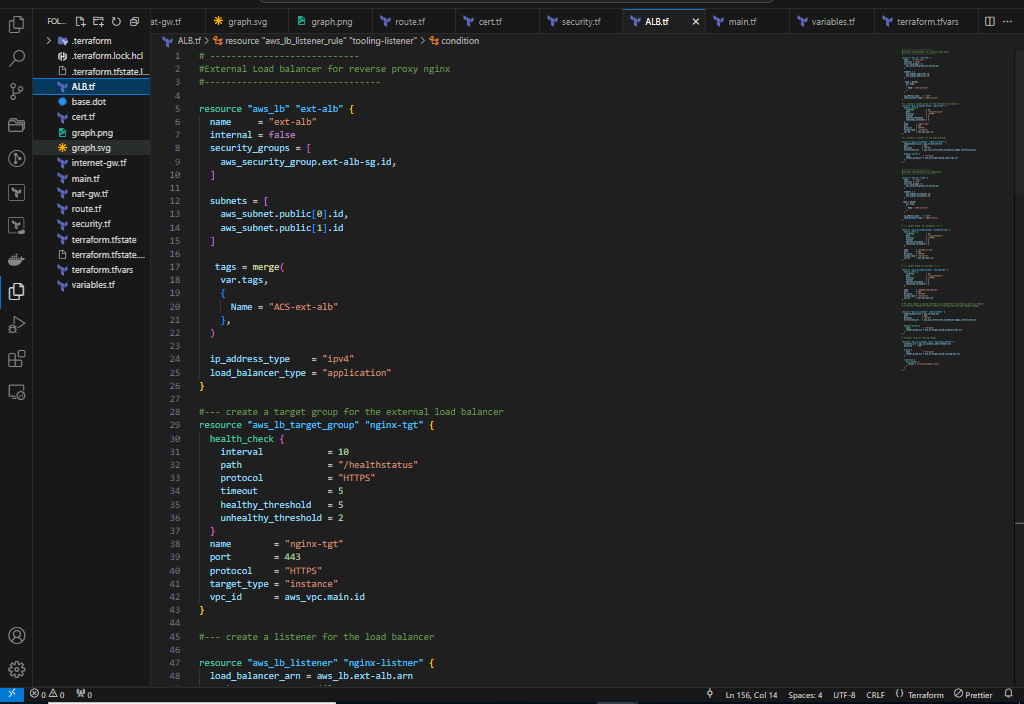 FOL...
at-gw.tf
graph.svg
graph.png
route.tf
cert.tf
security.tf
ALB.tf
main.tf
variables.tf
terraform.tfvars
ALB.tf > resource "aws_lb_listener_rule" "tooling-listener" > condition
.terraform
.terraform.lock.hcl
.terraform.tfstate.l...
ALB.tf
base.dot
cert.tf
graph.png
graph.svg
internet-gw.tf
main.tf
nat-gw.tf
route.tf
security.tf
terraform.tfstate
terraform.tfstate....
terraform.tfvars
variables.tf
1 # ----------------------------
2 #External Load balancer for reverse proxy nginx
3 #---------------------------------
4
5 resource "aws_lb" "ext-alb" {
6 name     = "ext-alb"
7 internal = false
8 security_groups = [
9 aws_security_group.ext-alb-sg.id,
10 ]
11
12 subnets = [
13 aws_subnet.public[0].id,
14 aws_subnet.public[1].id
15 ]
16
17 tags = merge(
18 var.tags,
19 {
20 Name = "ACS-ext-alb"
21 },
22 )
23
24 ip_address_type    = "ipv4"
25 load_balancer_type = "application"
26 }
27
28 #--- create a target group for the external load balancer
29 resource "aws_lb_target_group" "nginx-tgt" {
30 health_check {
31 interval            = 10
32 path                = "/healthstatus"
33 protocol            = "HTTPS"
34 timeout             = 5
35 healthy_threshold   = 5
36 unhealthy_threshold = 2
37 }
38 name        = "nginx-tgt"
39 port        = 443
40 protocol    = "HTTPS"
41 target_type = "instance"
42 vpc_id      = aws_vpc.main.id
43 }
44
45 #--- create a listener for the load balancer
46
47 resource "aws_lb_listener" "nginx-listner" {
48 load_balancer_arn = aws_lb.ext-alb.arn
0 0 0
Ln 156, Col 14
Spaces: 4
UTF-8
CRLF
{} Terraform
Prettier